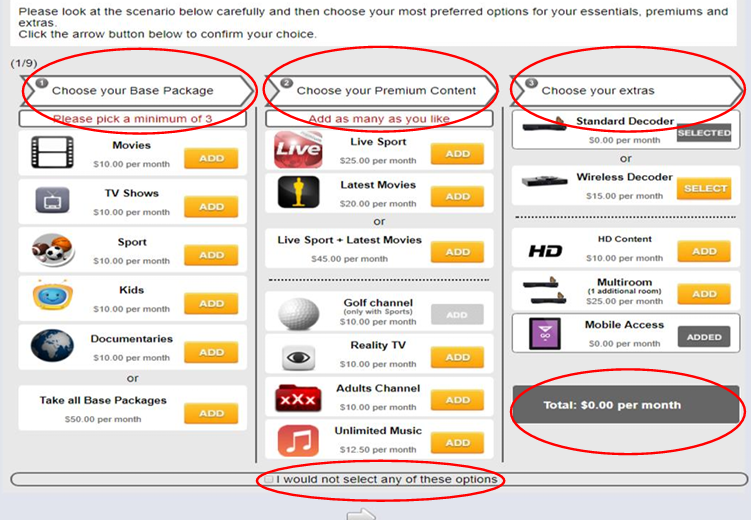 Please look at the scenario below carefully and then choose your most preferred options for your essentials, premiums and
extras.
Click the arrow button below to confirm your choice.
(1/9)
1 Choose your Base Package
Please pick a minimum of 3
Movies
$10.00 per month
ADD
TV Shows
$10.00 per month
ADD
Sport
$10.00 per month
ADD
Kids
$10.00 per month
ADD
Documentaries
$10.00 per month
ADD
or
Take all Base Packages
$50.00 per month
ADD
2 Choose your Premium Content
Add as many as you like
Live
Live Sport
$25.00 per month
ADD
Latest Movies
$20.00 per month
ADD
or
Live Sport + Latest Movies
$45.00 per month
ADD
Golf channel
(only with Sports)
$10.00 per month
ADD
Reality TV
$10.00 per month
ADD
xXx
Adults Channel
$10.00 per month
ADD
Unlimited Music
$12.50 per month
ADD
3 Choose your extras
Standard Decoder
$0.00 per month
SELECTED
or
Wireless Decoder
$15.00 per month
SELECT
HD
HD Content
$10.00 per month
ADD
Multiroom
(1 additional room)
$25.00 per month
ADD
GO
Mobile Access
$0.00 per month
ADDED
Total: $0.00 per month
I would not select any of these options